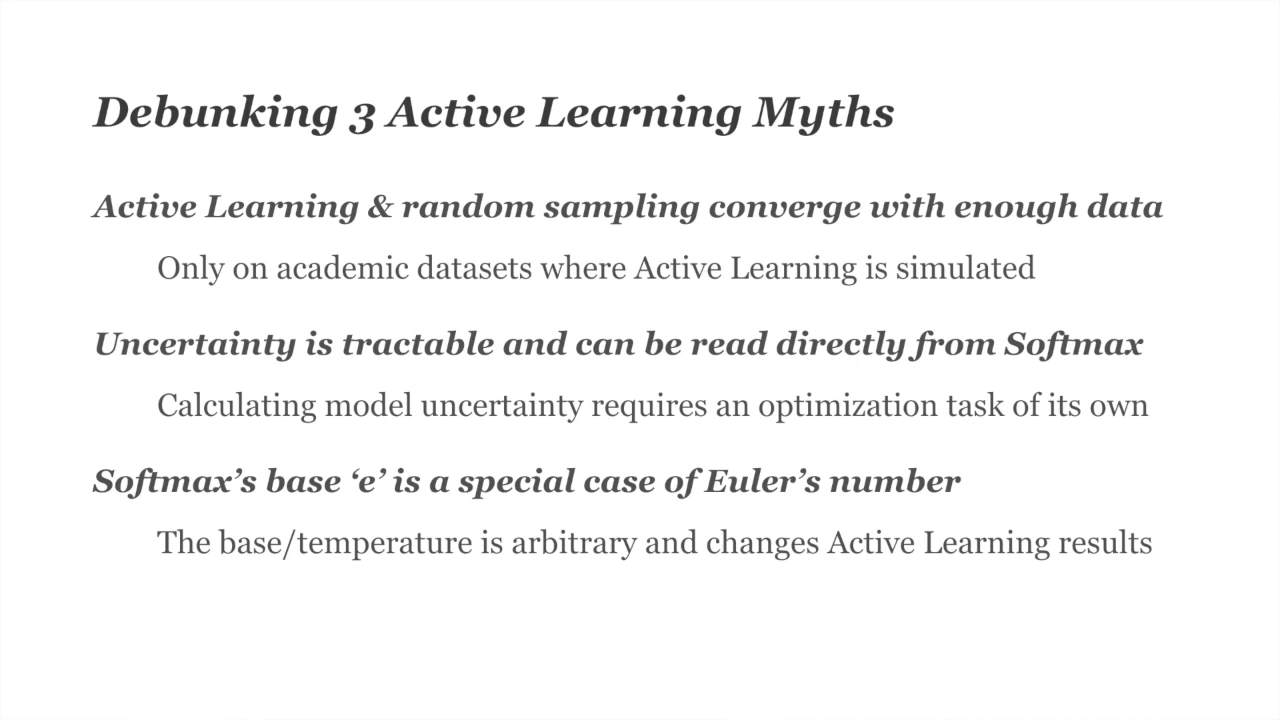 Debunking 3 Active Learning Myths
Active Learning & random sampling converge with enough data
Only on academic datasets where Active Learning is simulated
Uncertainty is tractable and can be read directly from Softmax
Calculating model uncertainty requires an optimization task of its own
Softmax’s base ‘e’ is a special case of Euler’s number
The base/temperature is arbitrary and changes Active Learning results